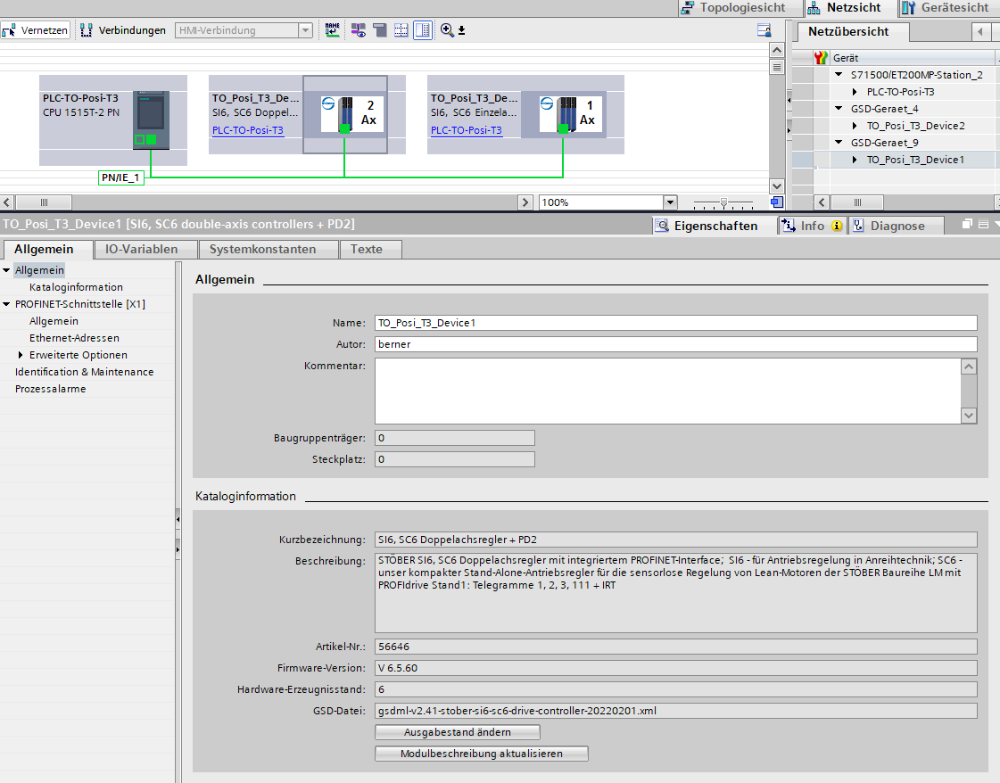 Topologiesicht
Netzsicht
Gerätesicht
Vernetzen
Verbindungen
HMI-Verbindung
NAME
Netzübersicht
Gerät
S71500/ET200MP-Station_2
PLC-TO-Posi-T3
GSD-Geraet_4
TO_Posi_T3_Device2
GSD-Geraet_9
TO_Posi_T3_Device1
PLC-TO-Posi-T3
CPU 1515T-2 PN
TO_Posi_T3_De...
SI6, SC6 Doppel...
PLC-TO-Posi-T3
2
Ax
TO_Posi_T3_De...
SI6, SC6 Einzela...
PLC-TO-Posi-T3
1
Ax
PN/IE_1
100%
TO_Posi_T3_Device1 [SI6, SC6 double-axis controllers + PD2]
Eigenschaften
Info
Diagnose
Allgemein
IO-Variablen
Systemkonstanten
Texte
Allgemein
Kataloginformation
PROFINET-Schnittstelle [X1]
Allgemein
Ethernet-Adressen
Erweiterte Optionen
Identification & Maintenance
Prozessalarme
Allgemein
Name: TO_Posi_T3_Device1
Autor: berner
Kommentar:
Baugruppenträger: 0
Steckplatz: 0
Kataloginformation
Kurzbezeichnung: SI6, SC6 Doppelachsregler + PD2
Beschreibung: STÖBER SI6, SC6 Doppelachsregler mit integriertem PROFINET-Interface; SI6 - für Antriebsregelung in Anreihtechnik; SC6 -
unser kompakter Stand-Alone-Antriebsregler für die sensorlose Regelung von Lean-Motoren der STÖBER Baureihe LM mit
PROFIdrive Stand1: Telegramme 1, 2, 3, 111 + IRT
Artikel-Nr.: 56646
Firmware-Version: V 6.5.60
Hardware-Erzeugnisstand: 6
GSD-Datei: gsdml-v2.41-stober-si6-sc6-drive-controller-20220201.xml
Ausgabestand ändern
Modulbeschreibung aktualisieren